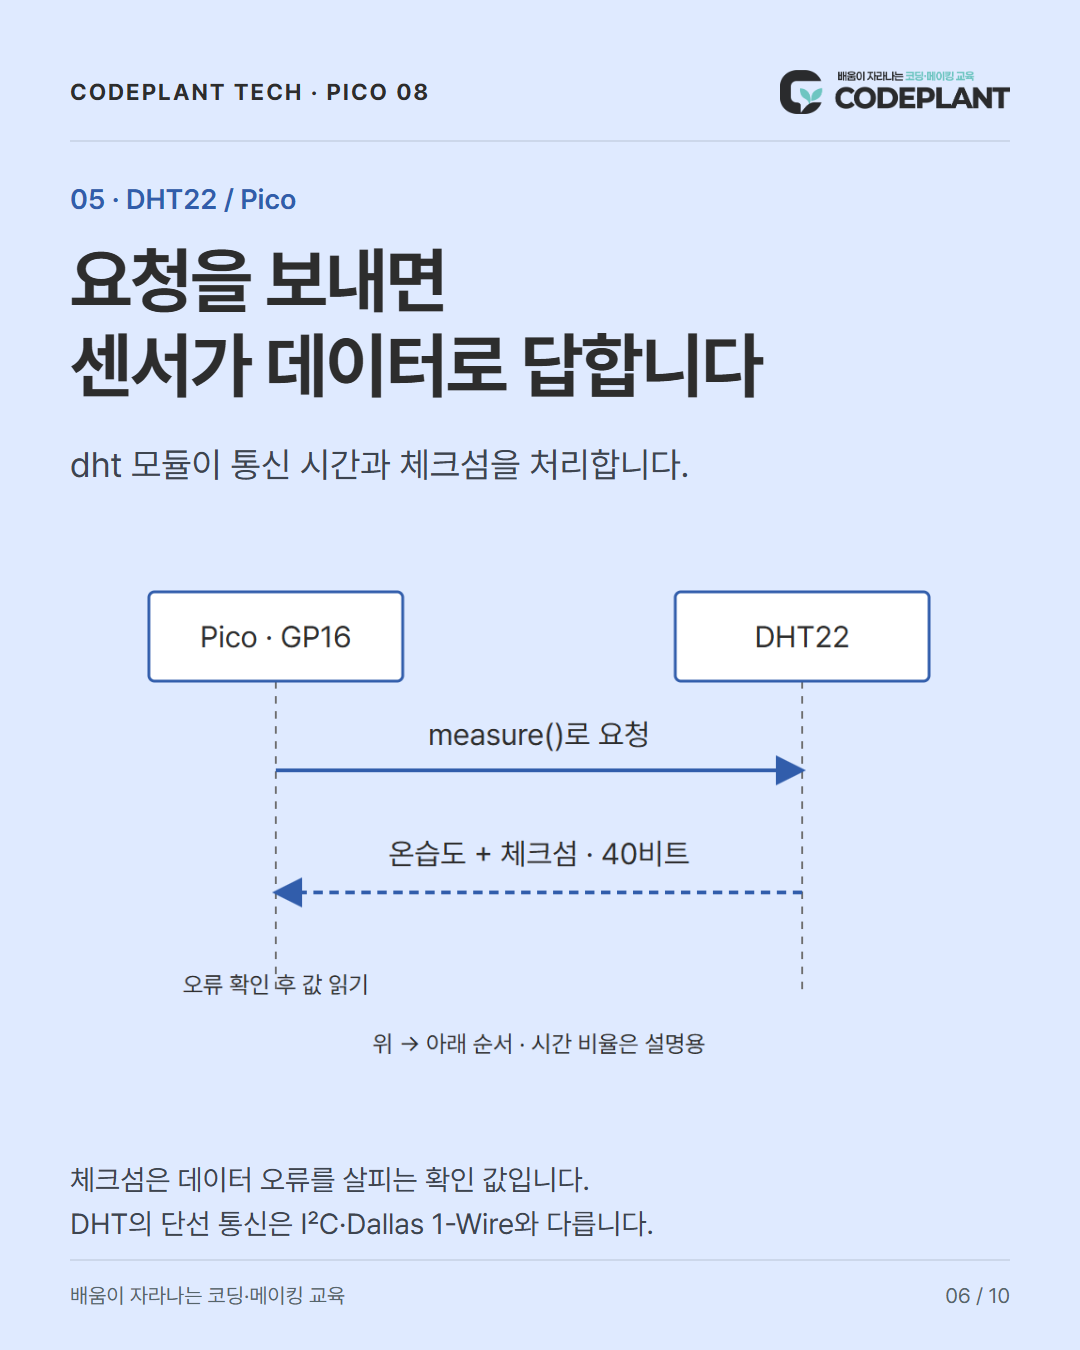 CODEPLANT TECH · PICO 08
배움이 자라나는 코딩·메이킹 교육
CODEPLANT
05 · DHT22 / Pico
요청을 보내면
센서가 데이터로 답합니다
dht 모듈이 통신 시간과 체크섬을 처리합니다.
Pico · GP16
DHT22
measure()로 요청
온습도 + 체크섬 · 40비트
오류 확인 후 값 읽기
위 → 아래 순서 · 시간 비율은 설명용
체크섬은 데이터 오류를 살피는 확인 값입니다.
DHT의 단선 통신은 I²C·Dallas 1-Wire와 다릅니다.
배움이 자라나는 코딩·메이킹 교육
06 / 10